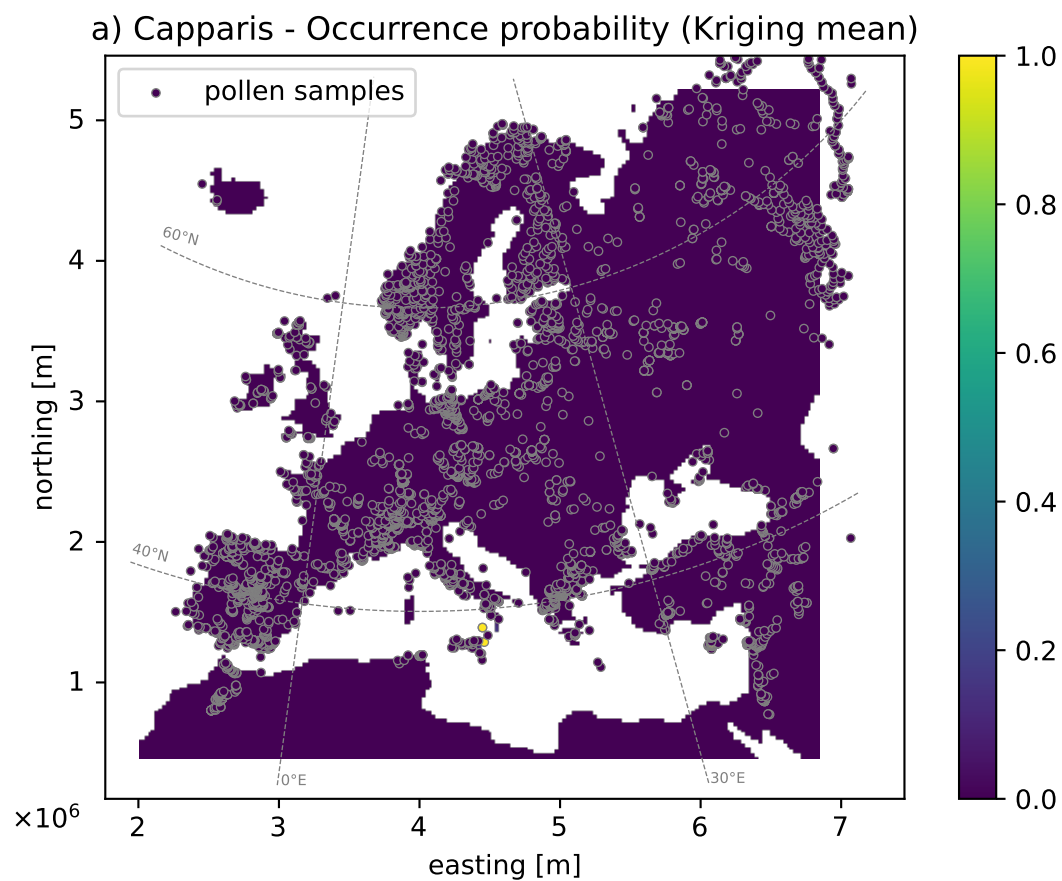 a) Capparis - Occurrence probability (Kriging mean)
pollen samples
60°N
40°N
0°E
30°E
5
4
3
2
1
northing [m]
×10⁶
2 3 4 5 6 7
easting [m]
1.0
0.8
0.6
0.4
0.2
0.0